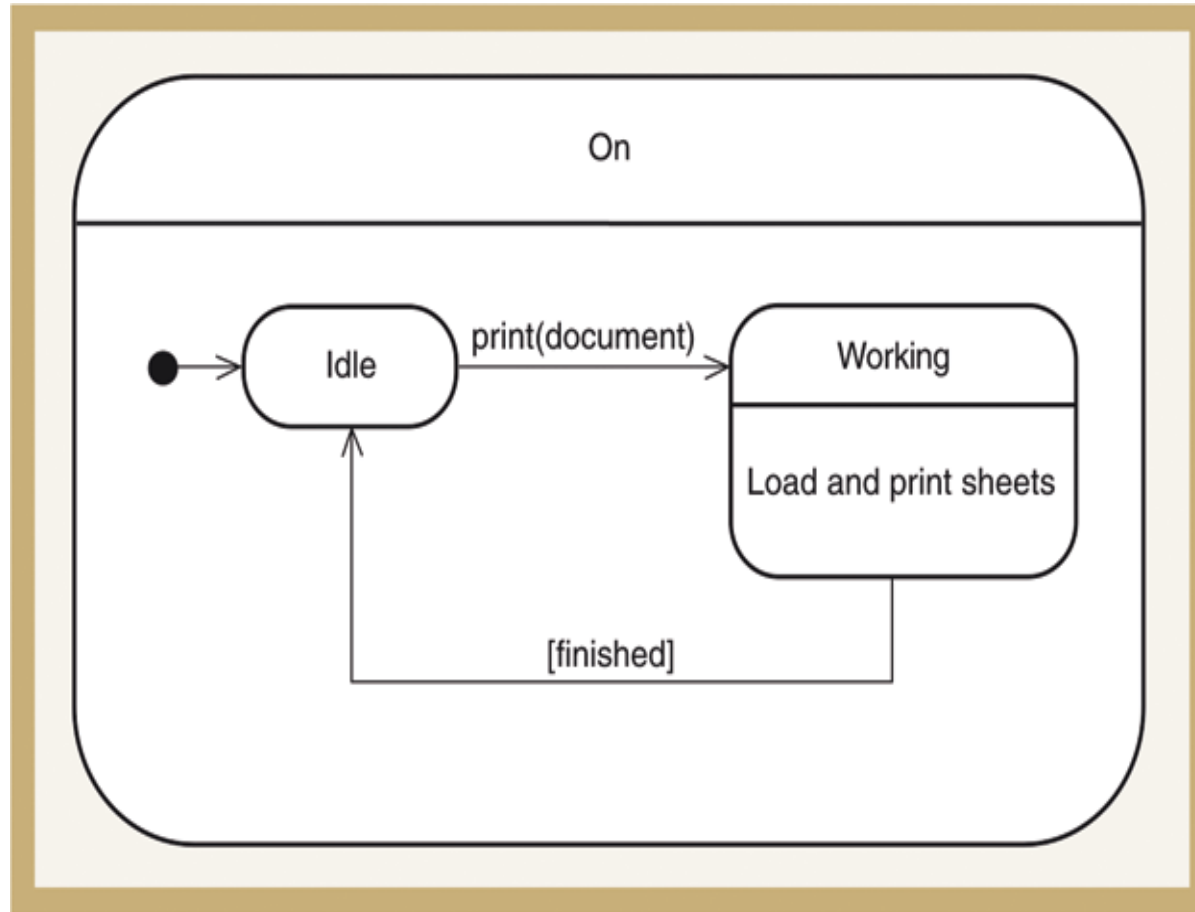 On
print(document)
Idle
Working
Load and print sheets
[finished]